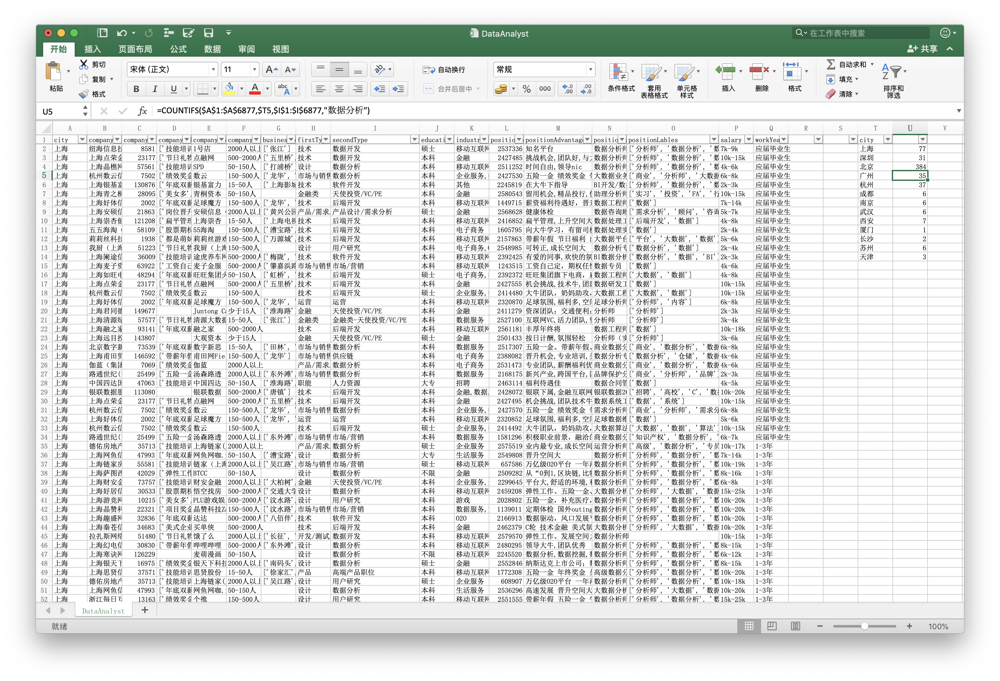 DataAnalyst
在工作表中搜索
开始 插入 页面布局 公式 数据 审阅 视图
共享
粘贴 剪切 复制 格式
宋体 (正文) 11
自动换行
合并后居中
常规
条件格式 套用表格格式 单元格样式
插入 删除 格式
自动求和 填充 清除
排序和筛选
U5 fx =COUNTIFS($A$1:$A$6877,$T5,$I$1:$I$6877,"数据分析")
A B C D E F G H I J K L M N O P Q R S T U V
1 city company company company company company busines firstTy secondType educati industr positio positionAdvantag positio positionLables salary workYea city
2 上海 纽海信息技 8581 ['技能培训 1号店 2000人以上 ['张江'] 技术 数据开发 硕士 移动互联网 2537336 知名平台 数据分析师 ['分析师', '数据分析', '数 7k-9k 应届毕业生 上海 77
3 上海 上海点荣金 23177 ['节日礼物 点融网 500-2000人 ['五里桥', 技术 数据开发 本科 金融 2427485 挑战机会,团队好,与 数据分析师 ['分析师', '数据分析', '数 10k-15k 应届毕业生 深圳 31
4 上海 上海晶樵网 57561 ['技能培训 SPD 50-150人 ['打浦桥' 设计 数据分析 本科 移动互联网 2511252 时间自由,领导nic 数据分析师 ['分析师', '数据分析', '数 4k-6k 应届毕业生 北京 384
5 上海 杭州数云信 7502 ['绩效奖金 数云 150-500人 ['龙华', 市场与销售 数据分析 本科 企业服务, 2427530 五险一金 绩效奖金 大数据业务 ['商业', '分析师', '大数据 6k-8k 应届毕业生 广州 35
6 上海 上海银基富 130876 ['年底双薪 银基富力 15-50人 ['上海影城 技术 软件开发 本科 其他 2245819 在大牛下指导 BI开发/数 ['分析师', '数据分析', '数 2k-3k 应届毕业生 杭州 37
7 上海 上海青之桐 28095 ['美女多', 青桐资本 50-150人 金融类 天使投资/VC/PE 本科 金融 2580543 留用机会,精品投行, 助理分析师 ['实习', '投资', 'FA', '行 10k-15k 应届毕业生 成都 6
8 上海 上海好体信 2002 ['年底双薪 足球魔方 150-500人 ['龙华', 技术 后端开发 本科 移动互联网 1449715 薪资福利待遇好，晋升 数据工程师 ['数据'] 7k-14k 应届毕业生 南京 6
9 上海 上海安硕信 21863 ['岗位晋升 安硕信息 2000人以上 ['黄兴公园 产品/需求 产品设计/需求分析 硕士 金融 2568628 健康体检 数据咨询顾 ['需求分析', '顾问', '咨询 5k-7k 应届毕业生 武汉 6
10 上海 上海崇杏健 121208 ['扁平管理 上海崇杏 15-50人 ['上海电视 技术 后端开发 本科 移动互联网 2416852 扁平管理,上升空间大 数据处理工 ['后端开发', '数据'] 4k-8k 应届毕业生 西安 7
11 上海 五五海淘 58109 ['股票期权 55海淘 150-500人 ['漕宝路', 技术 后端开发 本科 电子商务 1605795 向大牛学习，有留司机 数据处理实 ['数据'] 2k-4k 应届毕业生 厦门 1
12 上海 莉莉丝科技 1938 ['都是萌妹 莉莉丝游戏 150-500人 ['万源城', 技术 后端开发 本科 移动互联网 2157863 带薪年假 节日福利 大数据平台 ['平台', '大数据', '数据' 5k-6k 应届毕业生 长沙 2
13 上海 我厨（上海 51223 ['节日礼物 我厨（上海 150-500人 设计 用户研究 本科 电子商务, 2548985 可转正,成长空间大 数据分析专 ['数据分析', '数据'] 2k-4k 应届毕业生 苏州 6
14 上海 上海阑途信 36009 ['技能培训 途虎养车网 500-2000人 ['梅陇', 技术 软件开发 本科 移动互联网 2392425 有爱的同事,欢快的氛 BI数据分析 ['数据分析', '数据', 'BI'] 2k-3k 应届毕业生 天津 3
15 上海 上海麦子资 63922 ['工资自己 麦子金服 500-2000人 ['肇嘉浜路 市场与销售 市场/营销 本科 移动互联网 1243515 工资自己定，期权任 数据专员 ['数据'] 4k-6k 应届毕业生
16 上海 上海如旺电 48294 ['年底双薪 旺旺集团 50-150人 ['虹桥', 技术 后端开发 硕士 电子商务, 2392372 旺旺集团旗下电商， 数据工程师 ['大数据', '数据'] 4k-8k 应届毕业生
17 上海 上海点荣金 23177 ['节日礼物 点融网 500-2000人 ['五里桥', 技术 后端开发 本科 金融 2427555 机会挑战,技术牛,团队 数据研发工 ['数据'] 10k-15k 应届毕业生
18 上海 杭州数云信 7502 ['绩效奖金 数云 150-500人 技术 后端开发 硕士 企业服务, 2414480 大牛团队，奶妈助攻, 大数据工程 ['大数据', '数据'] 10k-15k 应届毕业生
19 上海 上海好体信 2002 ['年底双薪 足球魔方 150-500人 ['龙华', 运营 运营 本科 移动互联网 2320870 足球氛围,福利多,空间 足球分析师 ['分析师', '内容'] 6k-8k 应届毕业生
20 上海 上海君同德 149677 Juntong Ca 少于15人 ['淮海路' 金融 天使投资/VC/PE 本科 金融 2411279 资深团队；交通便利; 分析师 ['分析师'] 2k-3k 应届毕业生
21 上海 上海清源绿 57577 ['节日礼物 清源大数据 15-50人 ['张江'] 金融类 金融类-天使投资/VC/PE 本科 数据服务 2527100 互联网VC,活力团队, 分析师 ['分析师'] 3k-4k 应届毕业生
22 上海 上海融之家 93141 ['年底双薪 融之家 500-2000人 技术 后端开发 本科 移动互联网 2561181 丰厚年终将 数据工程师 ['数据'] 10k-18k 应届毕业生
23 上海 上海远目投 143807 大观资本 少于15人 金融 天使投资/VC/PE 硕士 金融 2501433 按日计酬,氛围轻松 分析师（实 ['分析师'] 3k-6k 应届毕业生
24 上海 北京数字新 73539 ['年底双薪 数字新思 15-50人 ['田林', 市场与销售 数据分析 本科 数据服务 2517307 五险一金、带薪年假、 商业数据分 ['商业', '数据分析', '数据 6k-8k 应届毕业生
25 上海 上海甫田贸 146592 ['带薪年假 甫田网Fie 150-500人 ['龙华'] 市场与销售 供应链 本科 电子商务 2388082 晋升机会,专业培训, 数据分析专 ['数据分析', '仓储', '数据 4k-6k 应届毕业生
26 上海 伽蓝（集团 7069 ['绩效奖金 伽蓝 2000人以上 产品/需求 数据分析 本科 电子商务 2531473 专业团队,薪酬福利优 商业数据分 ['商业', '数据分析', '数据 4k-6k 应届毕业生
27 上海 路通世纪( 25499 ['五险一金 汤森路透 2000人以上 ['东外滩', 市场与销售 数据分析 本科 数据服务 2168175 新兴产业,跨国平台, 品牌保护分 ['商业', '分析师', '品牌'] 2k-3k 应届毕业生
28 上海 中国四达国 47063 ['技能培训 中国四达 50-150人 ['淮海路', 职能 人力资源 大专 招聘 2463114 福利待遇佳 数据合同管 ['数据'] 4k-5k 应届毕业生
29 上海 银联数据服 113080 银联数据 500-2000人 ['唐镇'] 技术 后端开发 本科 金融,数据 2428072 银联下属,金融互联网 银联数据20 ['招聘', '高校', 'C', '数 10k-20k 应届毕业生
30 上海 上海点荣金 23177 ['节日礼物 点融网 500-2000人 ['五里桥', 技术 后端开发 本科 金融 2427495 机会挑战,团队技术牛 数据系统工 ['数据', '系统'] 10k-15k 应届毕业生
31 上海 杭州数云信 7502 ['绩效奖金 数云 150-500人 ['龙华', 市场与销售 数据分析 本科 企业服务, 2427570 五险一金 绩效奖金 需求分析师 ['商业', '分析师', '需求分 6k-8k 应届毕业生
32 上海 上海好体信 2002 ['年底双薪 足球魔方 150-500人 ['龙华', 运营 运营 本科 移动互联网 2320852 足球氛围,福利多,空间 足球数据维 ['数据'] 5k-6k 应届毕业生
33 上海 杭州数云信 7502 ['绩效奖金 数云 150-500人 技术 后端开发 硕士 企业服务, 2414492 大牛团队，奶妈助攻, 大数据算法 ['大数据', '数据', '算法'] 10k-15k 应届毕业生
34 上海 路通世纪( 25499 ['五险一金 汤森路透 2000人以上 ['东外滩', 市场与销售 市场/营销 本科 数据服务 1581296 积极职业前景，融洽的 商业数据分 ['知识产权', '数据分析', 6k-7k 应届毕业生
35 上海 德佑房地产 35713 ['技能培训 上海链家( 2000人以上 产品/需求 数据分析 硕士 企业服务 2575519 业内最专业,成长空间 运营分析师 ['高级', '数据分析', '专员 10k-17k 1-3年
36 上海 上海网鱼信 47993 ['年底双薪 网鱼网咖. 50-150人 ['漕宝路', 设计 数据分析 大专 生活服务 2549808 晋升空间大 数据分析师 ['分析师', '数据分析', '数 7k-14k 1-3年
37 上海 上海链家房 55581 ['技能培训 链家（上海 2000人以上 ['吴江路', 市场与销售 市场/营销 硕士 移动互联网 657586 万亿级O2O平台 一年两 数据分析师 ['分析师', '数据分析', '数 10k-19k 1-3年
38 上海 上海萨图西 42029 ['弹性工作 BTCC 50-150人 设计 数据分析 不限 金融 2509282 从“0到1,区块链,比特 数据分析师 ['分析师', '数据分析', '数 8k-16k 1-3年
39 上海 上海财安金 73757 ['技能培训 财安金融 2000人以上 ['大柏树', 金融 天使投资/VC/PE 本科 企业服务, 2299645 平台大,舒适的环境, 数据分析师 ['分析师', '数据分析', '数 6k-8k 1-3年
40 上海 上海好居信 30533 ['股票期权 悟空找房 500-2000人 ['交通大学 设计 数据分析 本科 移动互联网 2459208 弹性工作、五险一金、 大数据分析 ['分析师', '大数据', '数据 15k-25k 1-3年
41 上海 上海游竞网 10215 ['美女多', PLU游戏娱 500-2000人 ['汶水路', 设计 用户研究 本科 游戏 2028802 五险一金，补充医疗, 数据分析师 ['分析师', '数据分析', '数 10k-20k 1-3年
42 上海 上海晶赞科 22321 ['项目奖金 晶赞科技Za 150-500人 ['汶水路', 市场与销售 市场/营销 本科 数据服务, 1139011 定期体检 国外outing 数据分析师 ['分析师', '数据分析', '数 10k-20k 1-3年
43 上海 上海趣盛网 32836 ['年底双薪 达达 500-2000人 ['八佰伴', 技术 软件开发 本科 O2O 2166913 数据驱动，风口发展 数据分析师 ['分析师', '数据分析', '数 10k-20k 1-3年
44 上海 上海秦苍信 34683 ['美式企业 买单侠 500-2000人 技术 后端开发 本科 金融 2462379 C轮 技术金融 美式氛 大数据分析 ['分析师', '大数据', '数据 10k-20k 1-3年
45 上海 拉扎斯网络 51480 ['节日礼物 饿了么 2000人以上 ['长征', 开发/测试 数据开发 本科 移动互联网 2579570 弹性工作、发展空间 数据分析师 10k-15k 1-3年
46 上海 上海幻电信 30830 ['带薪年假 哔哩哔哩 500-2000人 ['东外滩', 设计 数据分析 本科 移动互联网 2480295 领导大牛,团队优秀 数据分析师 ['分析师', '数据分析', '数 8k-15k 1-3年
47 上海 上海寒诀网 126229 麦萌漫画 50-150人 设计 数据分析 不限 移动互联网 2245520 数据分析,数据挖掘, 数据分析师 ['分析师', '数据分析', '数 6k-12k 1-3年
48 上海 上海银天下 16975 ['绩效奖金 银天下科技 2000人以上 ['南码头', 设计 数据分析 硕士 金融 2552846 纳斯达克上市公司; 数据分析师 ['分析师', '数据分析', '数 8k-15k 1-3年
49 上海 上海思贤信 37571 ['技能培训 思贤股份 15-50人 ['徐家汇', 产品 高端产品职位 本科 移动互联网 1772308 五险一金 年终奖金 高级数据分 ['分析师', '数据分析', '数 10k-20k 1-3年
50 上海 德佑房地产 35713 ['技能培训 上海链家( 2000人以上 ['吴江路', 设计 用户研究 硕士 企业服务 608907 万亿级O2O平台 一年两 数据分析师 ['分析师', '数据分析', '数 10k-18k 1-3年
51 上海 上海网鱼信 47993 ['年底双薪 网鱼网咖. 50-150人 设计 数据分析 本科 生活服务 2536296 高速发展 晋升空间大 大数据分析 ['分析师', '大数据', '数据 10k-20k 1-3年
52 上海 浙江每日互 13163 ['绩效奖金 个推 150-500人 设计 用户研究 本科 移动互联网 2551555 带薪年假 五险一金 数据分析师 ['分析师', '数据分析', '数 15k-25k 1-3年
DataAnalyst
就绪
100%